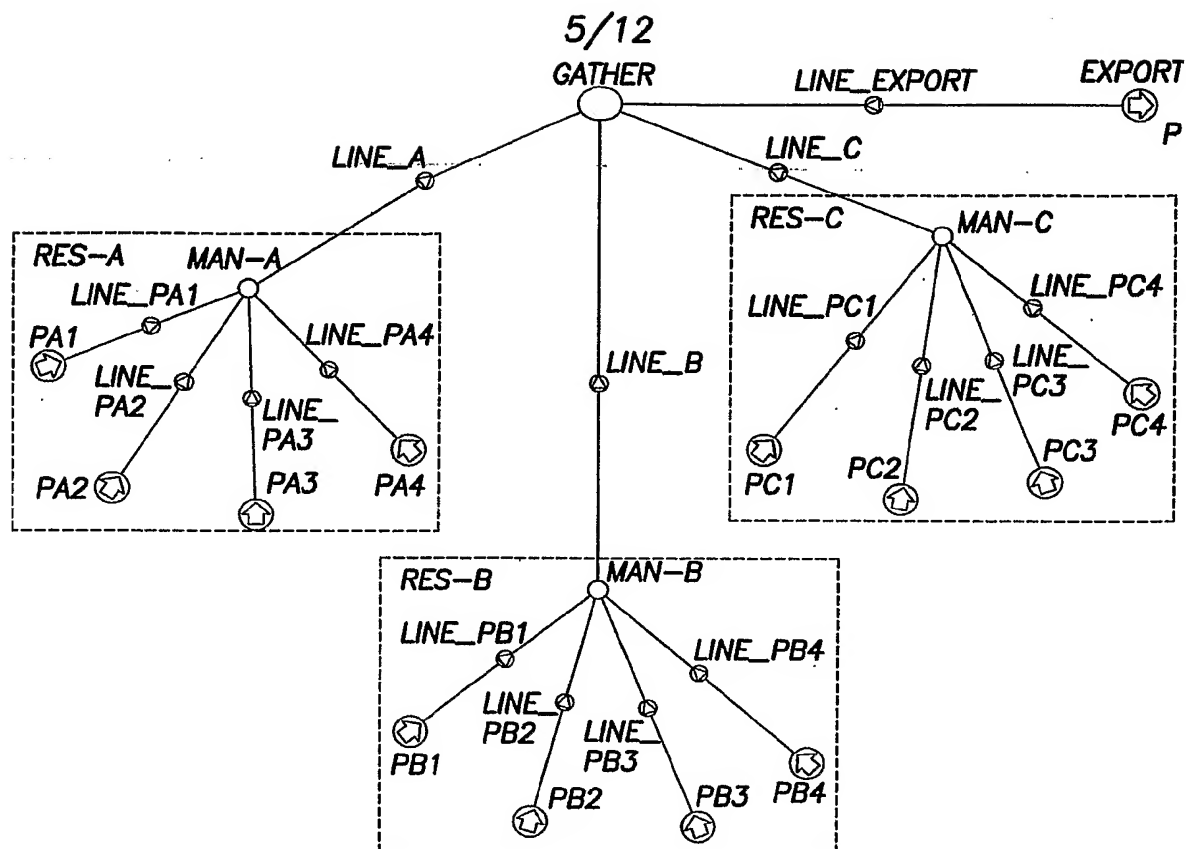 5/12
GATHER
LINE_EXPORT
EXPORT
P
LINE_A
LINE_C
RES-A
MAN-A
LINE_PA1
PA1
LINE_
PA2
LINE_PA4
LINE_
PA3
PA2
PA3
PA4
LINE_B
RES-C
MAN-C
LINE_PC1
LINE_PC4
LINE_
PC2
LINE_
PC3
PC1
PC2
PC3
PC4
RES-B
MAN-B
LINE_PB1
LINE_PB4
LINE_
PB2
LINE_
PB3
PB1
PB2
PB3
PB4